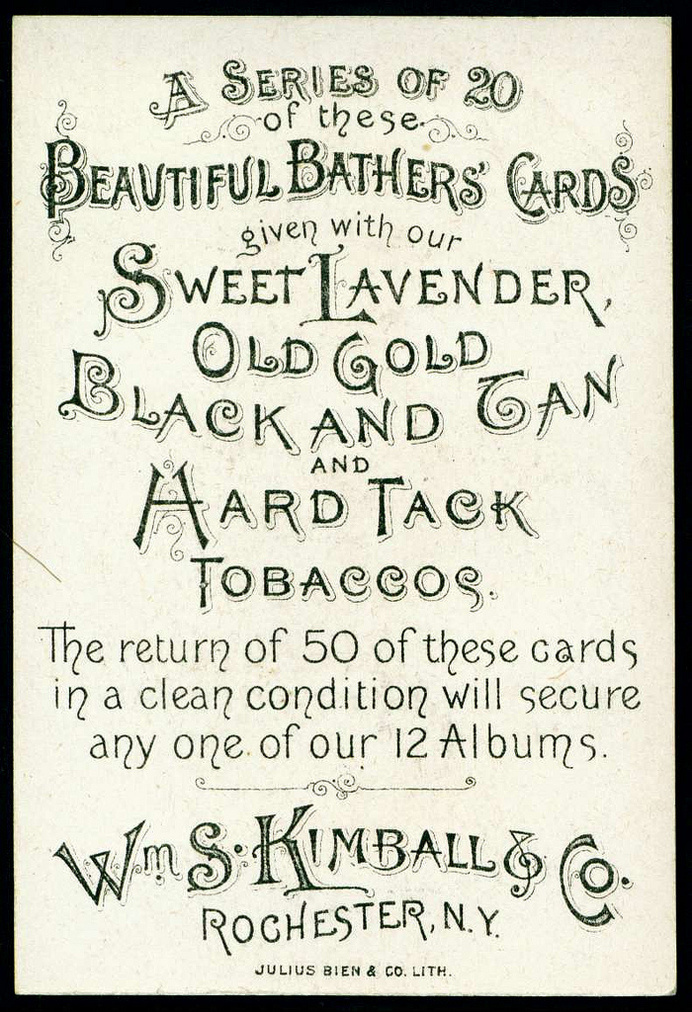 A SERIES OF 20
of these
BEAUTIFUL BATHERS' CARDS
given with our
SWEET LAVENDER,
OLD GOLD
BLACK AND TAN
AND
HARD TACK
TOBACCOS.
The return of 50 of these cards
in a clean condition will secure
any one of our 12 Albums.
Wm S. KIMBALL & Co.
ROCHESTER, N.Y.
JULIUS BIEN & CO. LITH.